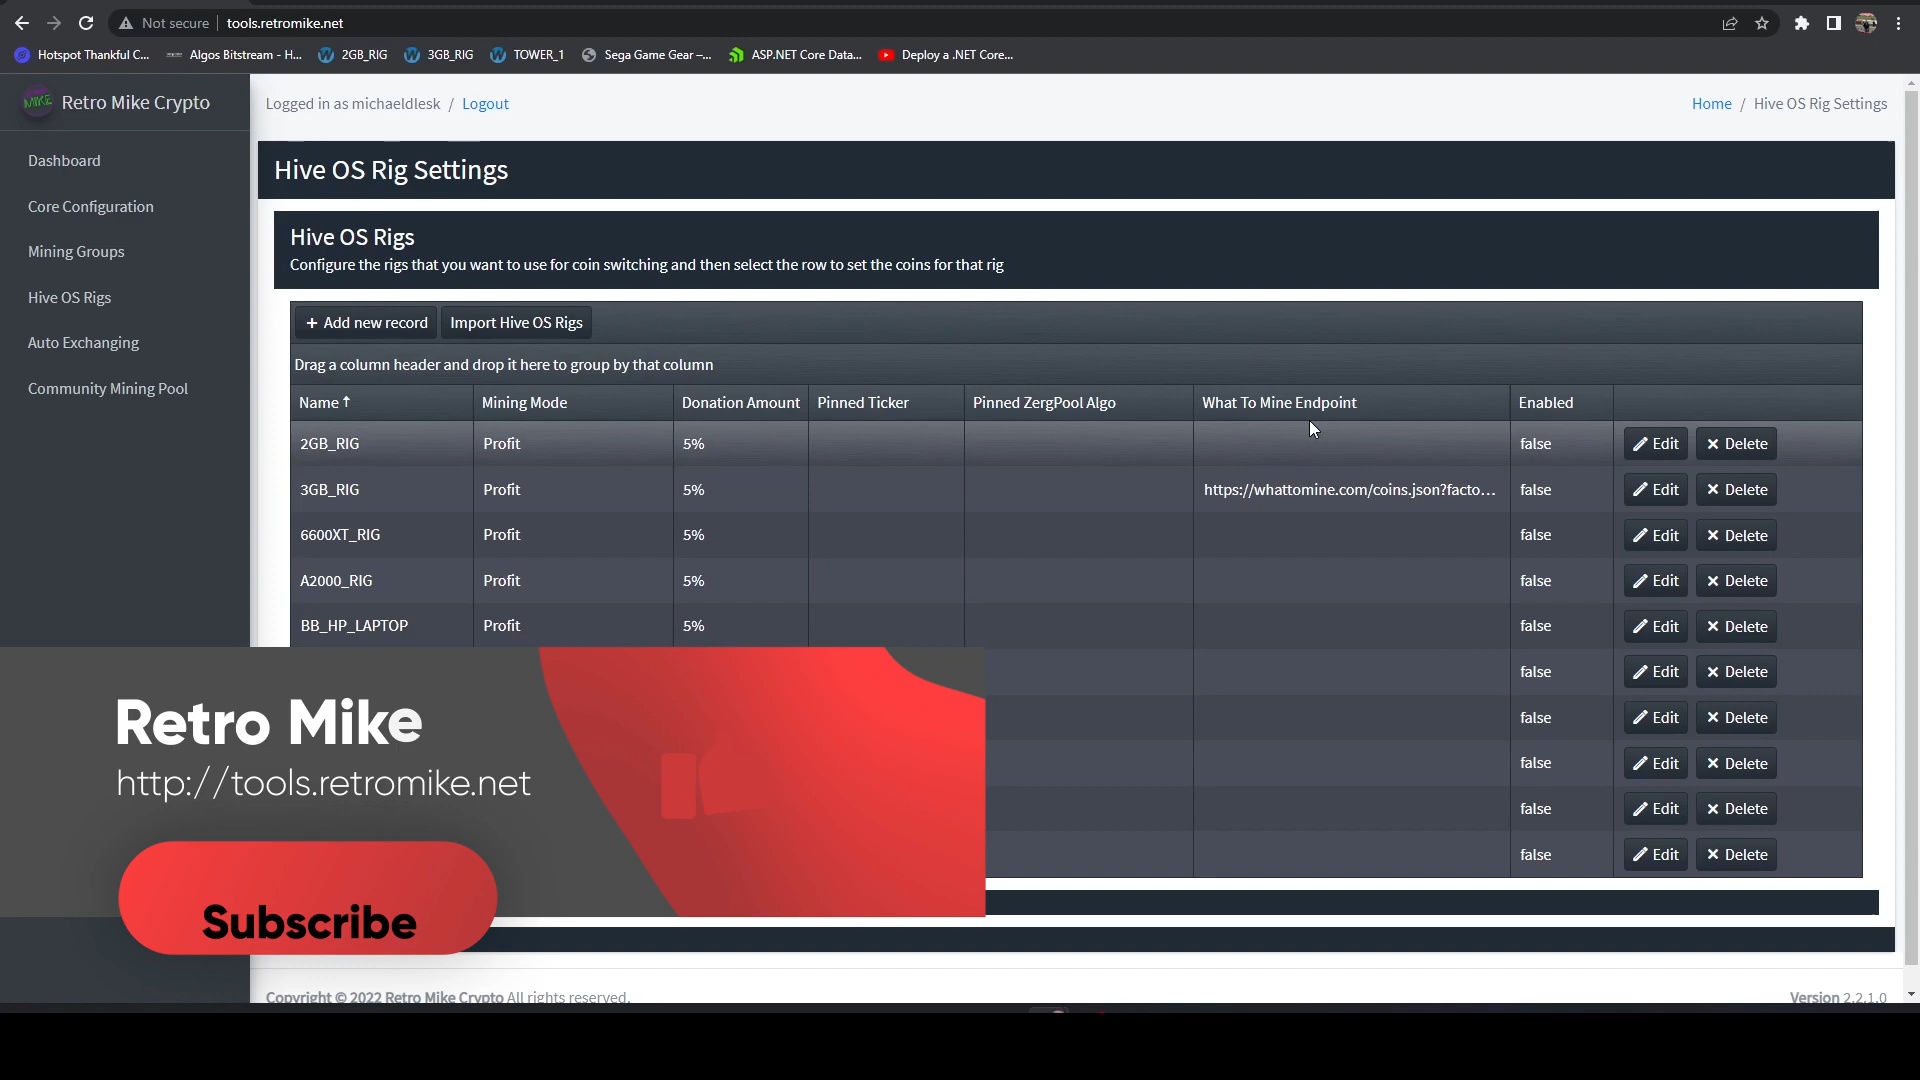 Not secure | tools.retromike.net
Hotspot Thankful C... Algos Bitstream - H... 2GB_RIG 3GB_RIG TOWER_1 Sega Game Gear –... ASP.NET Core Data... Deploy a .NET Core...
MIKE Retro Mike Crypto
Logged in as michaeldlesk / Logout
Home / Hive OS Rig Settings
Dashboard
Core Configuration
Mining Groups
Hive OS Rigs
Auto Exchanging
Community Mining Pool
Hive OS Rig Settings
Hive OS Rigs
Configure the rigs that you want to use for coin switching and then select the row to set the coins for that rig
+ Add new record Import Hive OS Rigs
Drag a column header and drop it here to group by that column
Name Mining Mode Donation Amount Pinned Ticker Pinned ZergPool Algo What To Mine Endpoint Enabled
2GB_RIG Profit 5% false Edit Delete
3GB_RIG Profit 5% https://whattomine.com/coins.json?facto... false Edit Delete
6600XT_RIG Profit 5% false Edit Delete
A2000_RIG Profit 5% false Edit Delete
BB_HP_LAPTOP Profit 5% false Edit Delete
false Edit Delete
false Edit Delete
false Edit Delete
false Edit Delete
false Edit Delete
Retro Mike
http://tools.retromike.net
Subscribe
Copyright © 2022 Retro Mike Crypto All rights reserved.
Version 2.2.1.0